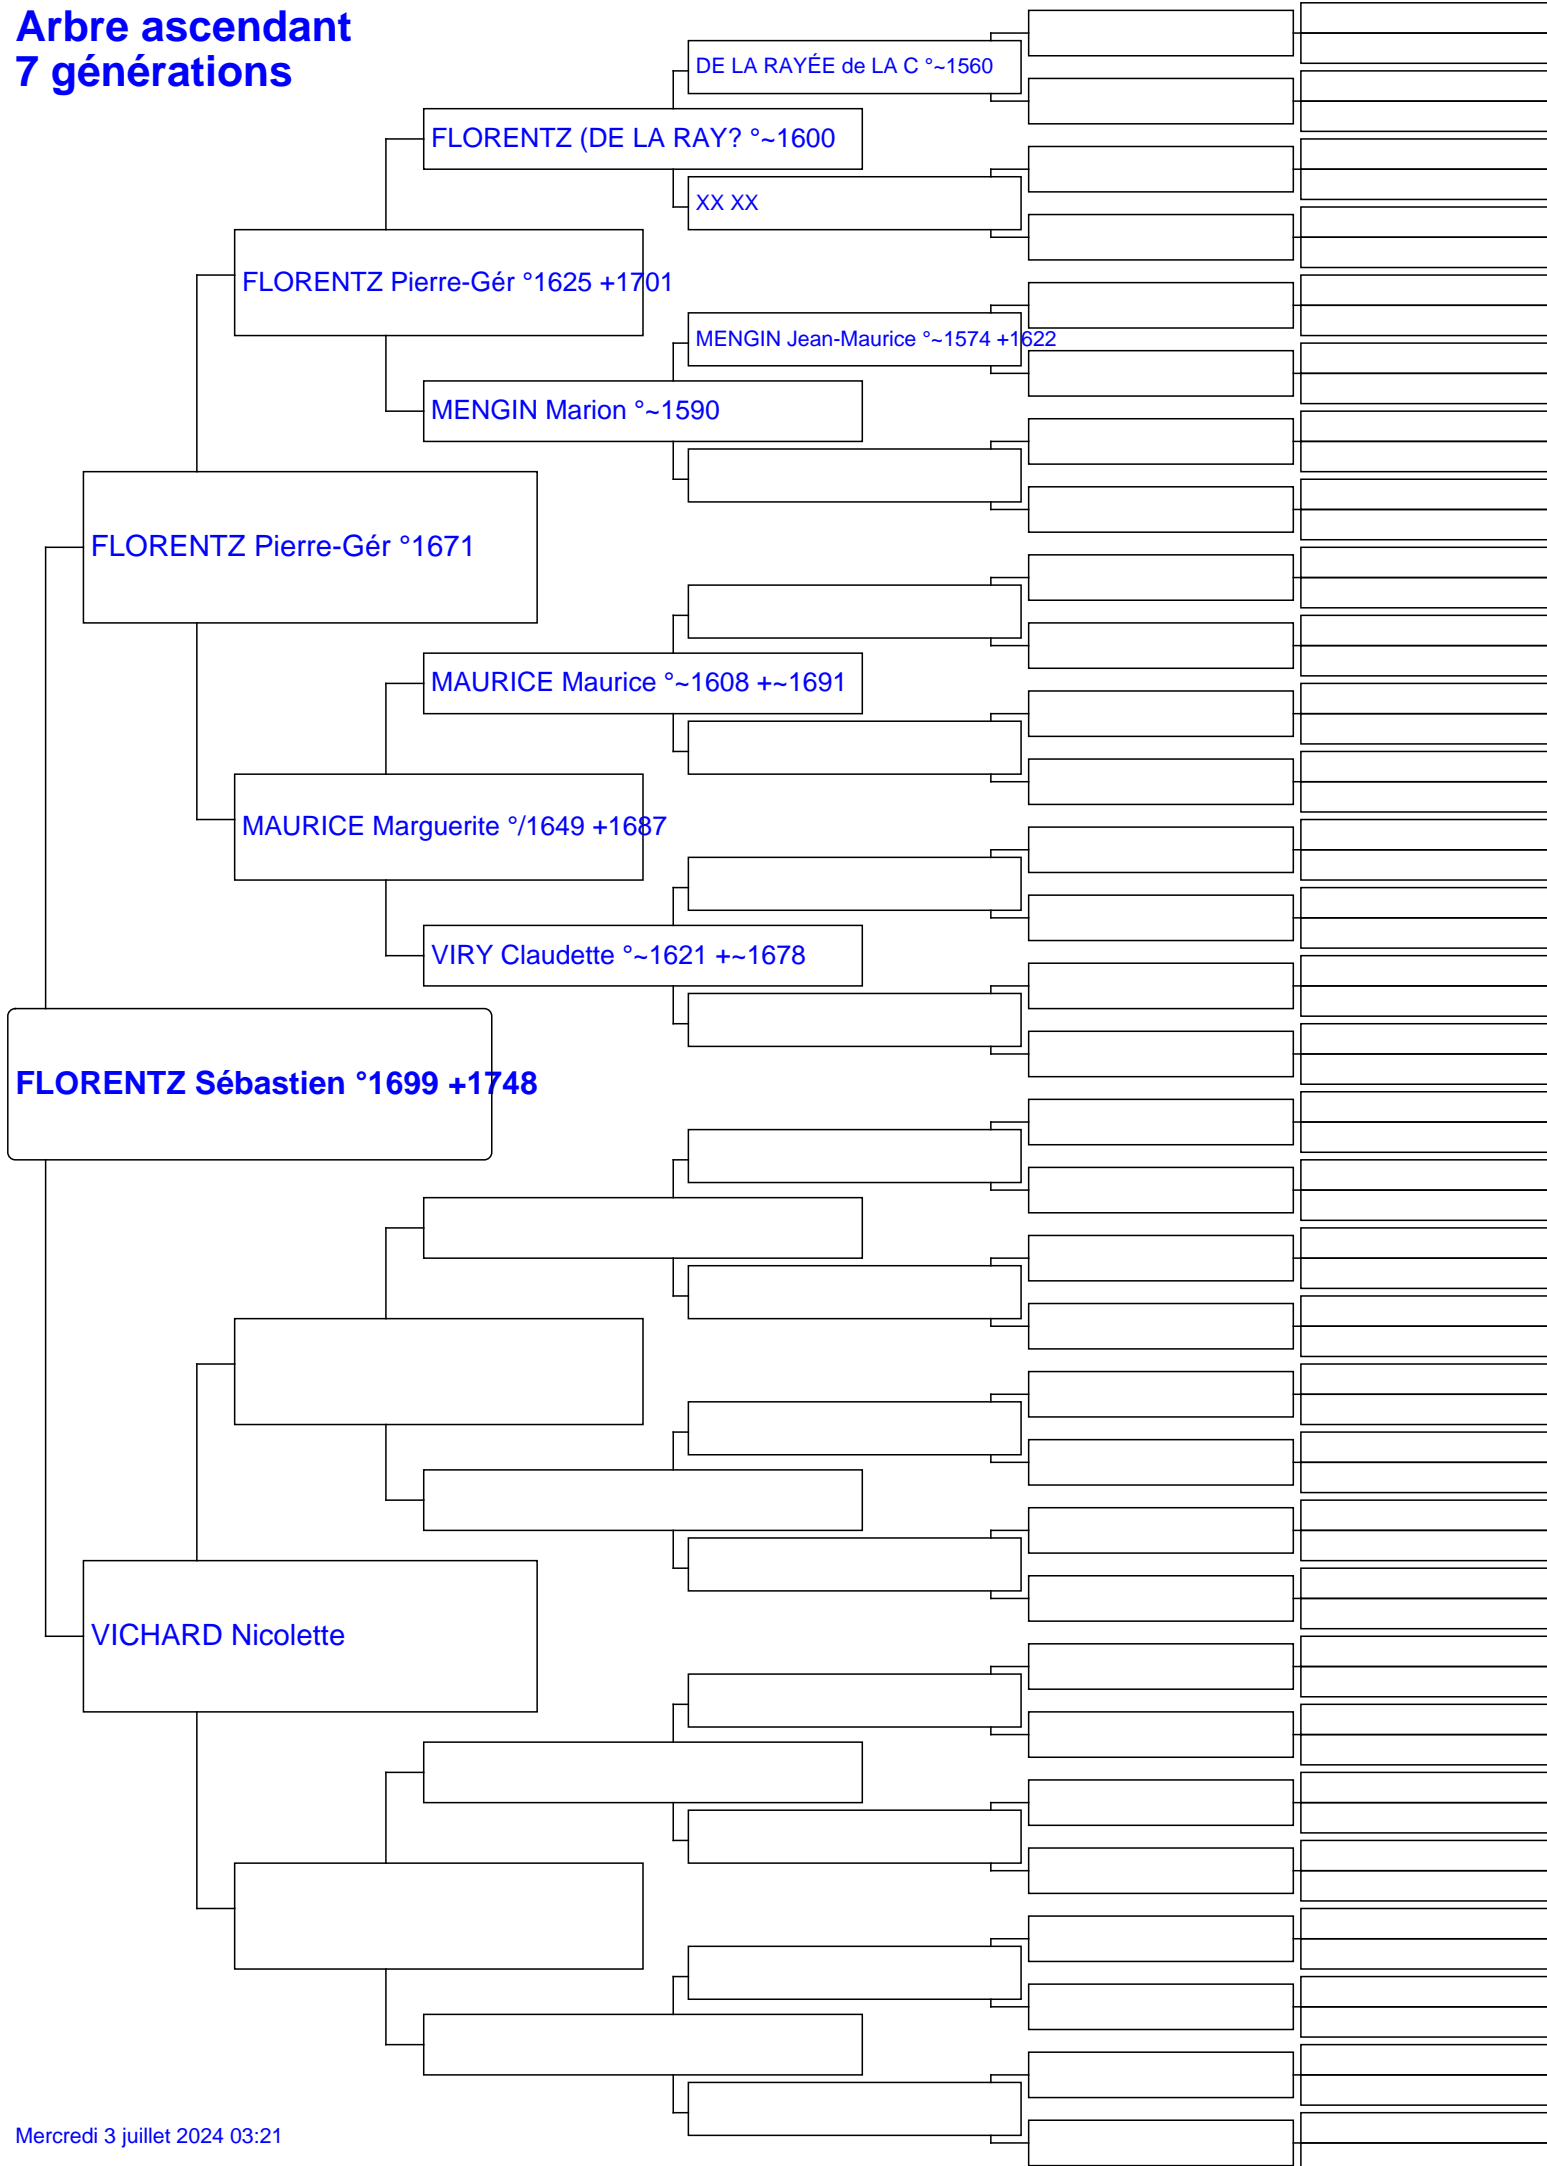 Arbre ascendant
7 générations
DE LA RAYÉE de LA C °~1560
FLORENTZ (DE LA RAY? °~1600
XX XX
FLORENTZ Pierre-Gér °1625 +1701
MENGIN Jean-Maurice °~1574 +1622
MENGIN Marion °~1590
FLORENTZ Pierre-Gér °1671
MAURICE Maurice °~1608 +~1691
MAURICE Marguerite °/1649 +1687
VIRY Claudette °~1621 +~1678
FLORENTZ Sébastien °1699 +1748
VICHARD Nicolette
Mercredi 3 juillet 2024 03:21